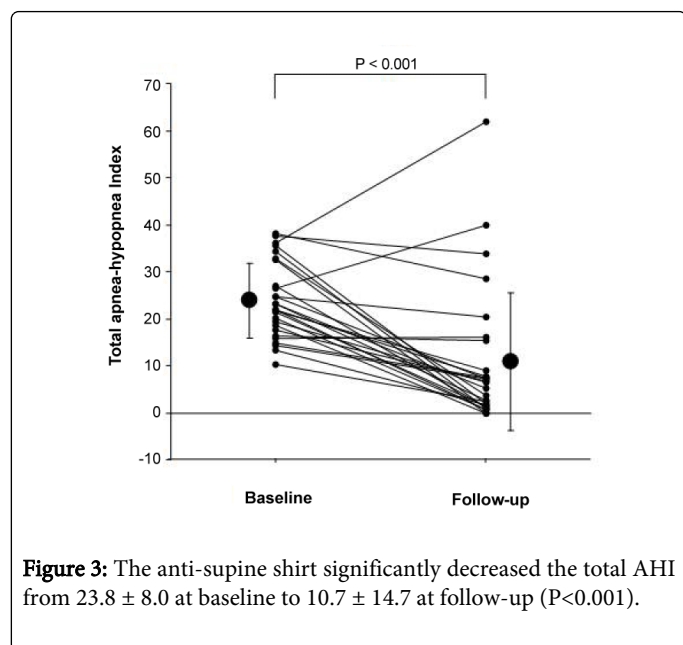 P < 0.001
Total apnea-hypopnea Index
70
60
50
40
30
20
10
0
-10
Baseline
Follow-up
Figure 3: The anti-supine shirt significantly decreased the total AHI
from 23.8 ± 8.0 at baseline to 10.7 ± 14.7 at follow-up (P<0.001).